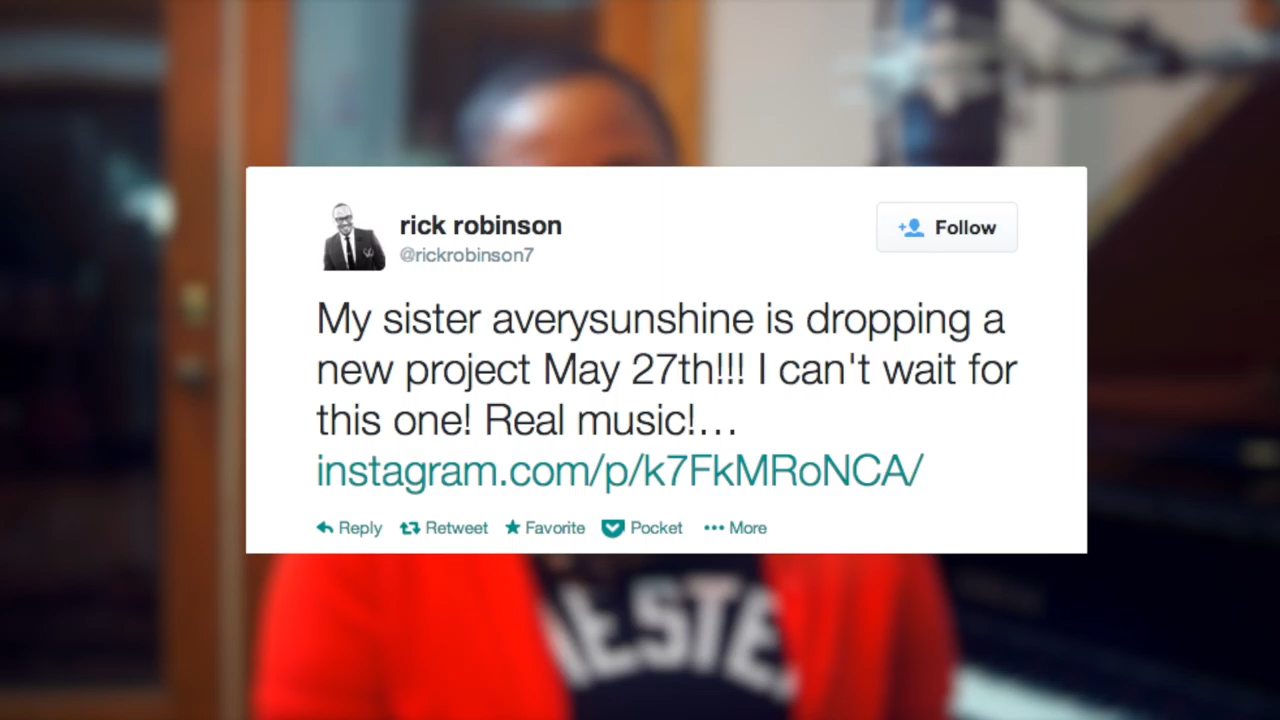 rick robinson
@rickrobinson7
Follow
My sister averysunshine is dropping a
new project May 27th!!! I can't wait for
this one! Real music!...
instagram.com/p/k7FkMRoNCA/
Reply Retweet Favorite Pocket More